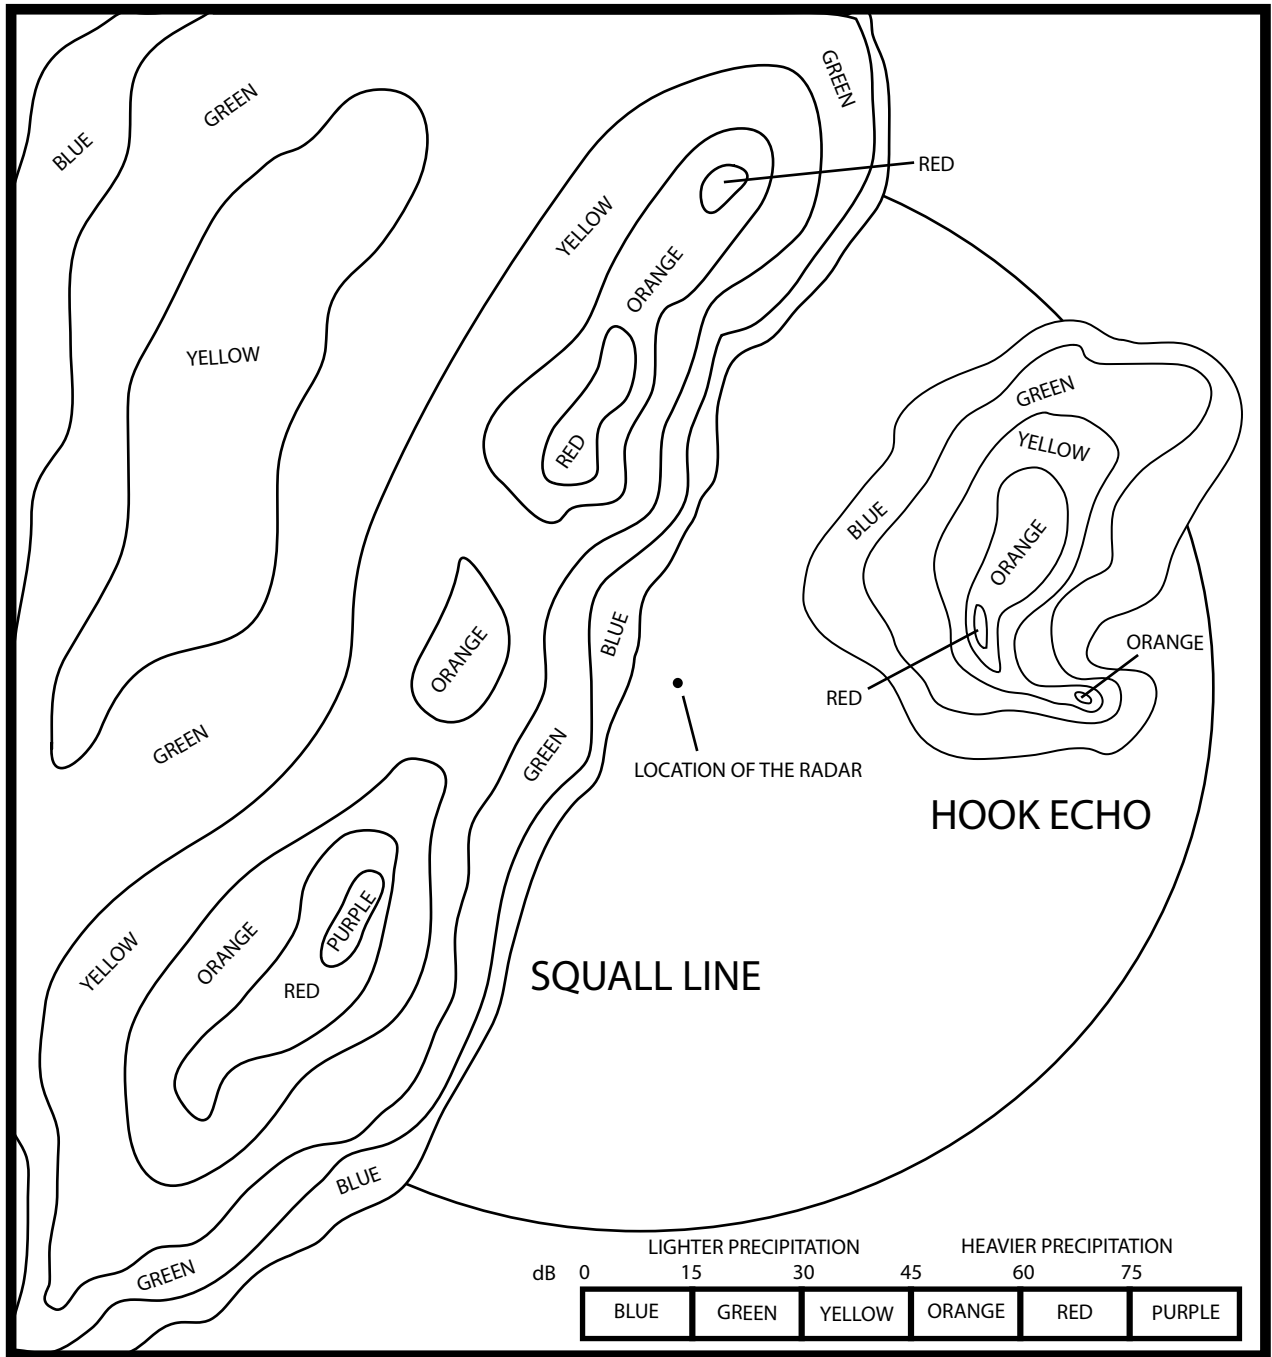 GREEN
GREEN
BLUE
RED
YELLOW
ORANGE
YELLOW
GREEN
YELLOW
RED
BLUE
ORANGE
BLUE
ORANGE
ORANGE
RED
GREEN
GREEN
LOCATION OF THE RADAR
HOOK ECHO
PURPLE
ORANGE
YELLOW
RED
SQUALL LINE
BLUE
GREEN
LIGHTER PRECIPITATION HEAVIER PRECIPITATION
dB 0 15 30 45 60 75
BLUE GREEN YELLOW ORANGE RED PURPLE